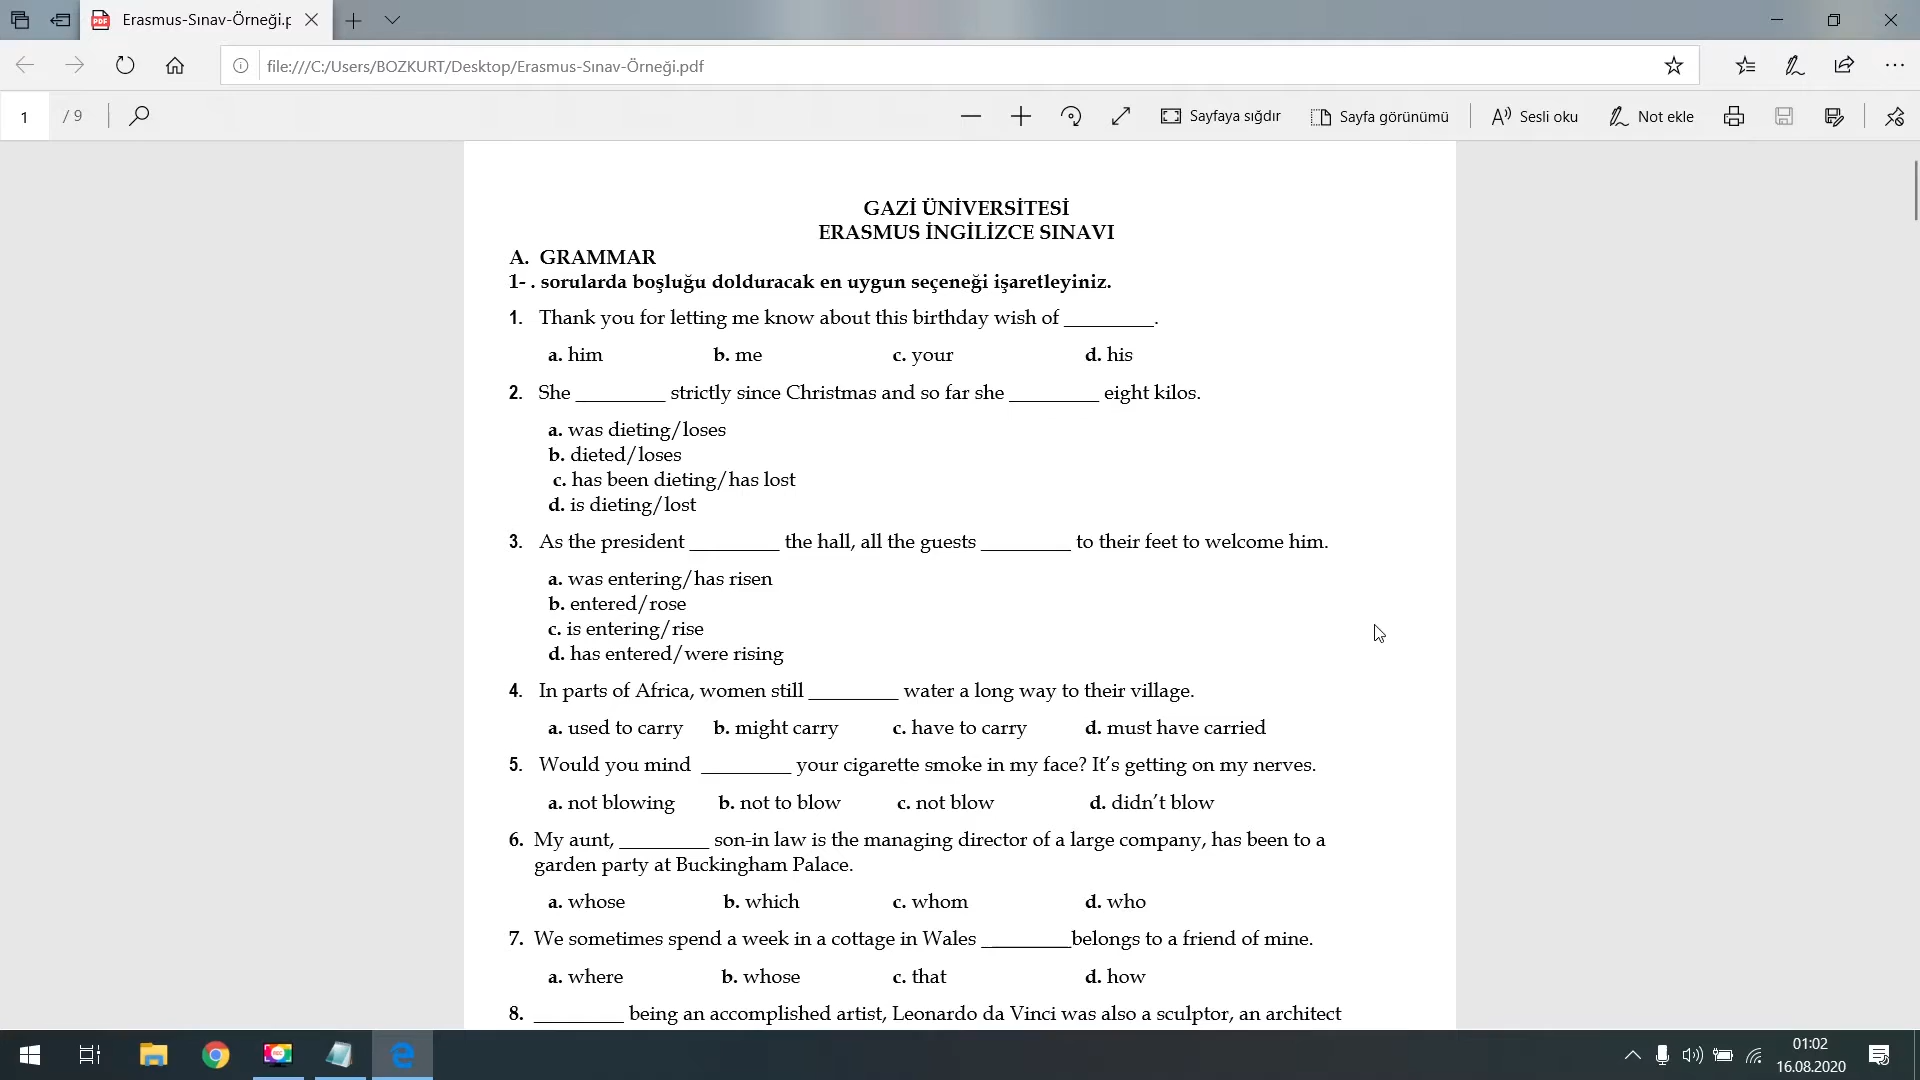 Erasmus-Sınav-Örneği.p
file:///C:/Users/BOZKURT/Desktop/Erasmus-Sınav-Örneği.pdf
1 / 9 Sayfaya sığdır Sayfa görünümü Sesli oku Not ekle
GAZİ ÜNİVERSİTESİ
ERASMUS İNGİLİZCE SINAVI
A. GRAMMAR
1- . sorularda boşluğu dolduracak en uygun seçeneği işaretleyiniz.
1. Thank you for letting me know about this birthday wish of _________.
a. him b. me c. your d. his
2. She _________ strictly since Christmas and so far she _________ eight kilos.
a. was dieting/loses
b. dieted/loses
c. has been dieting/has lost
d. is dieting/lost
3. As the president _________ the hall, all the guests _________ to their feet to welcome him.
a. was entering/has risen
b. entered/rose
c. is entering/rise
d. has entered/were rising
4. In parts of Africa, women still _________ water a long way to their village.
a. used to carry b. might carry c. have to carry d. must have carried
5. Would you mind _________ your cigarette smoke in my face? It’s getting on my nerves.
a. not blowing b. not to blow c. not blow d. didn’t blow
6. My aunt, _________ son-in law is the managing director of a large company, has been to a
garden party at Buckingham Palace.
a. whose b. which c. whom d. who
7. We sometimes spend a week in a cottage in Wales _________belongs to a friend of mine.
a. where b. whose c. that d. how
8. _________ being an accomplished artist, Leonardo da Vinci was also a sculptor, an architect
01:02
16.08.2020